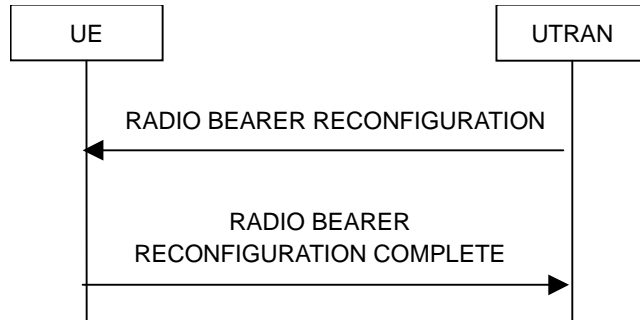 UE
UTRAN
RADIO BEARER RECONFIGURATION
RADIO BEARER
RECONFIGURATION COMPLETE